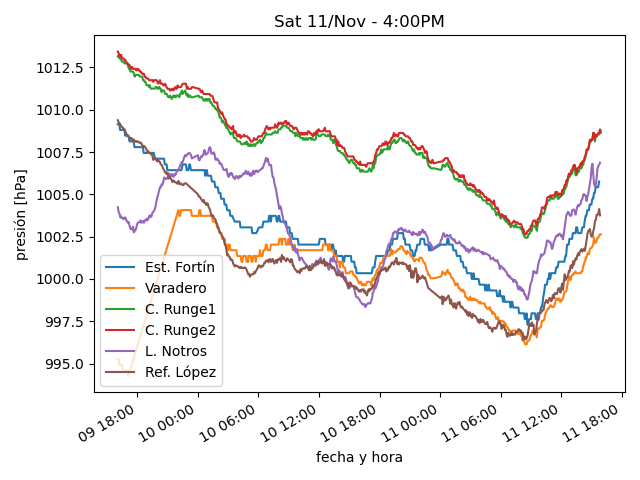 Sat 11/Nov - 4:00PM
presión [hPa]
1012.5
1010.0
1007.5
1005.0
1002.5
1000.0
997.5
995.0
Est. Fortín
Varadero
C. Runge1
C. Runge2
L. Notros
Ref. López
09 18:00
10 00:00
10 06:00
10 12:00
10 18:00
11 00:00
11 06:00
11 12:00
11 18:00
fecha y hora